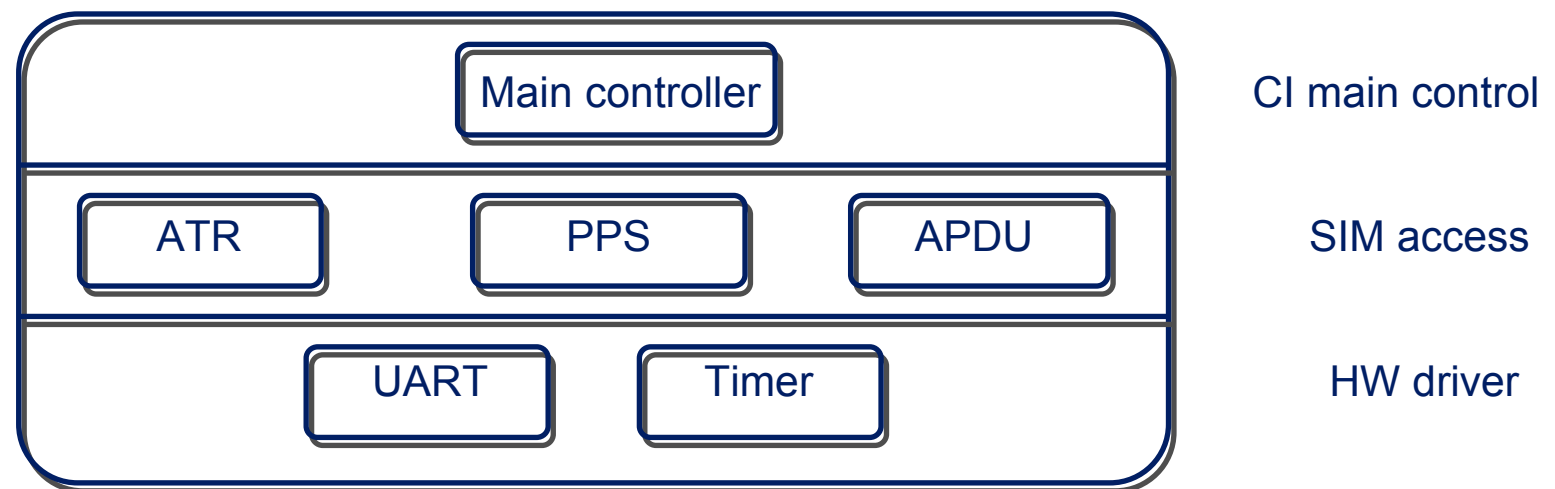 Main controller
CI main control
ATR
PPS
APDU
SIM access
UART
Timer
HW driver